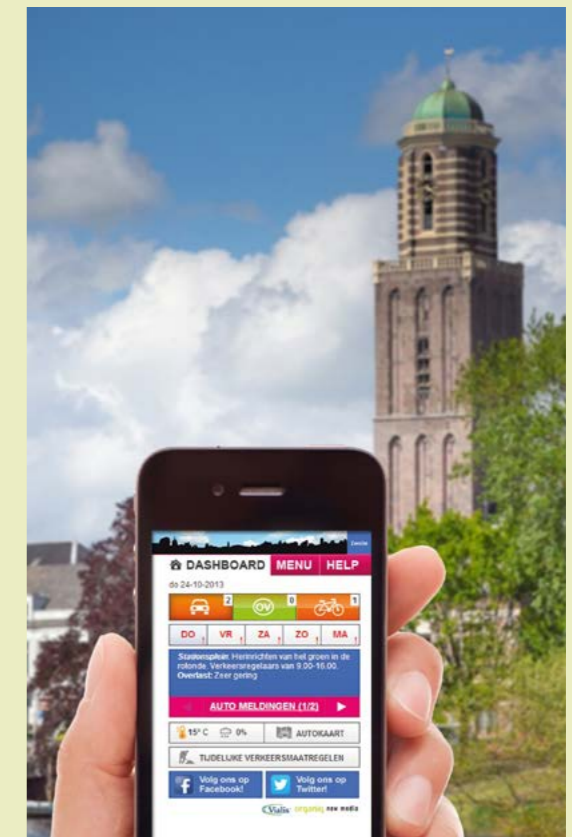 Zwolle
DASHBOARD MENU HELP
do 24-10-2013
2 OV 0 1
DO! VR! ZA! ZO! MA!
Stationsplein: Herinrichten van het groen in de
rotonde. Verkeersregelaars van 9.00-16.00.
Overlast: Zeer gering
AUTO MELDINGEN (1/2)
15° C 0% AUTOKAART
TIJDELIJKE VERKEERSMAATREGELEN
Volg ons op
Facebook!
Volg ons op
Twitter!
Vialis organiq new media